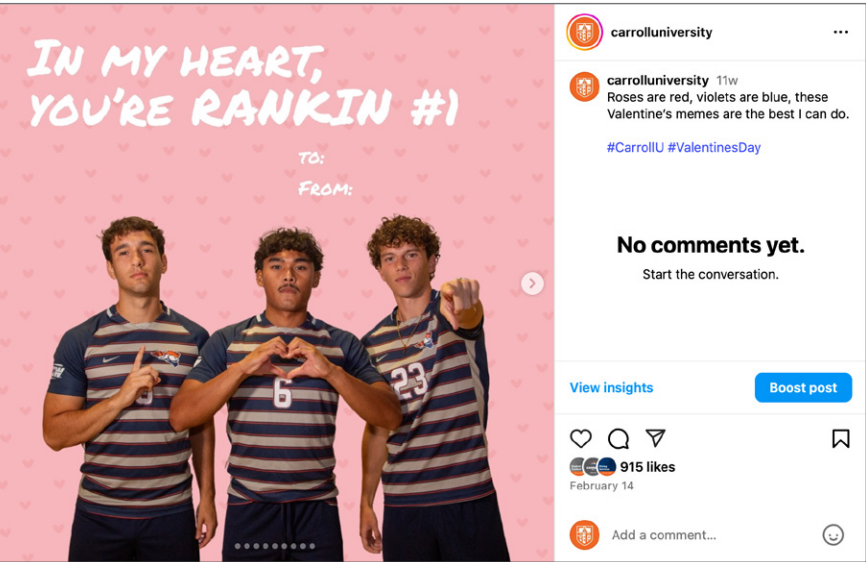 IN MY HEART,
YOU'RE RANKIN #1
TO:
FROM:
6
23
carrolluniversity
carrolluniversity 11w
Roses are red, violets are blue, these
Valentine's memes are the best I can do.
#CarrollU #ValentinesDay
No comments yet.
Start the conversation.
View insights
Boost post
915 likes
February 14
Add a comment...